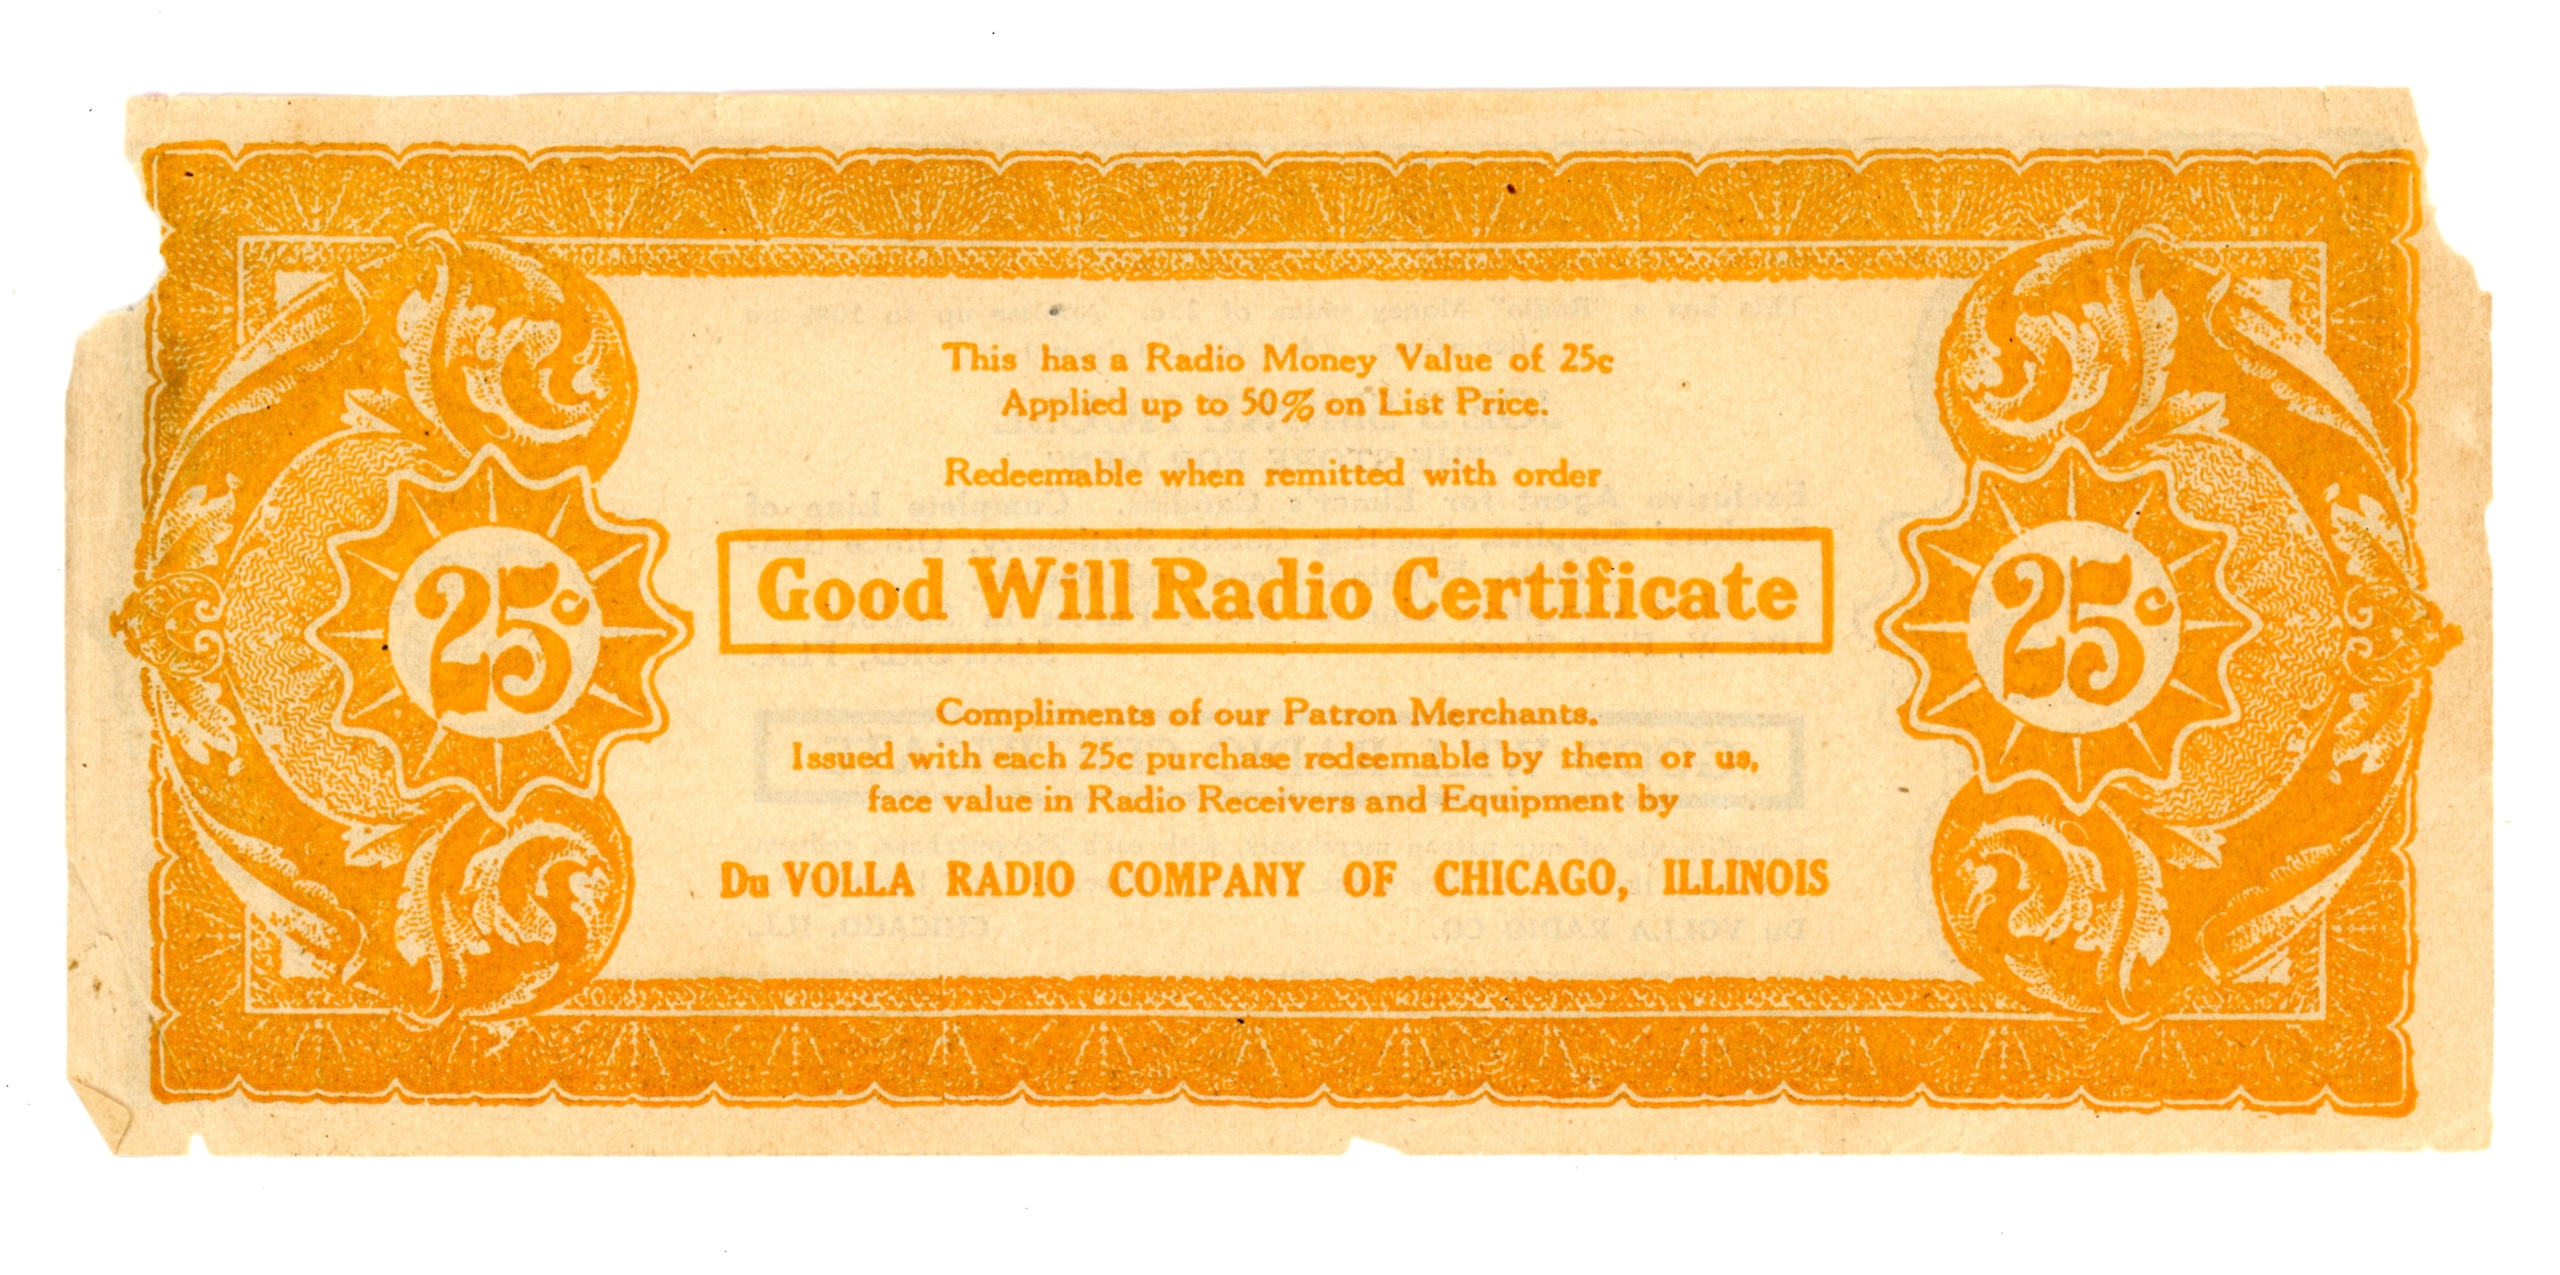 This has a Radio Money Value of 25c
Applied up to 50% on List Price.
Redeemable when remitted with order
25c
Good Will Radio Certificate
25c
Compliments of our Patron Merchants.
Issued with each 25c purchase redeemable by them or us,
face value in Radio Receivers and Equipment by
Du VOLLA RADIO COMPANY OF CHICAGO, ILLINOIS